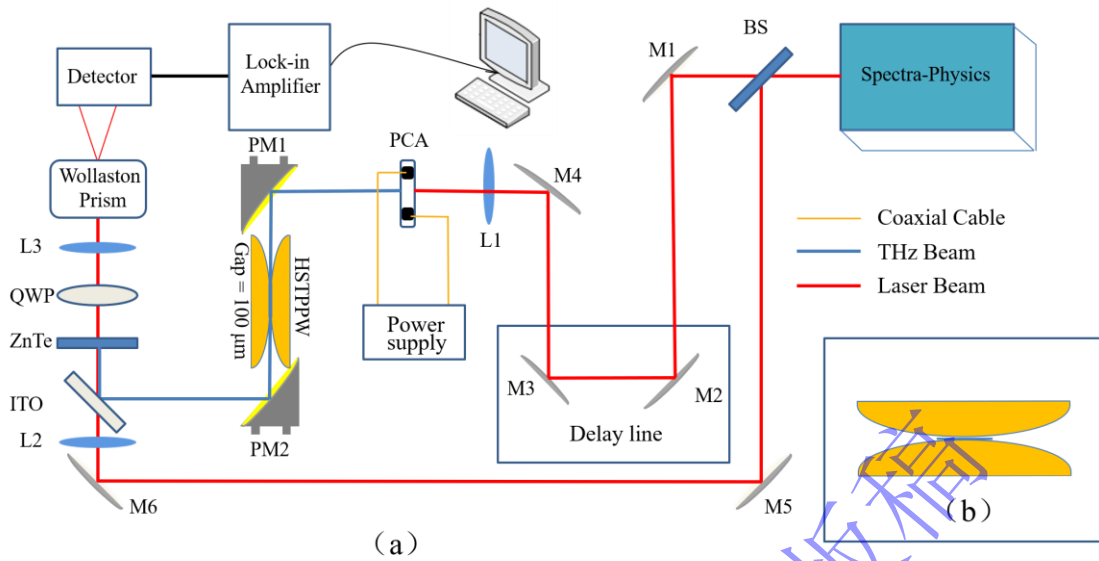 Detector
Lock-in
Amplifier
M1
BS
Spectra-Physics
PM1
PCA
M4
Wollaston
Prism
L1
L3
Coaxial Cable
THz Beam
Laser Beam
QWP
Gap = 100 μm
HSTPPW
ZnTe
Power
supply
M3
M2
ITO
Delay line
L2
PM2
M6
M5
(a)
(b)